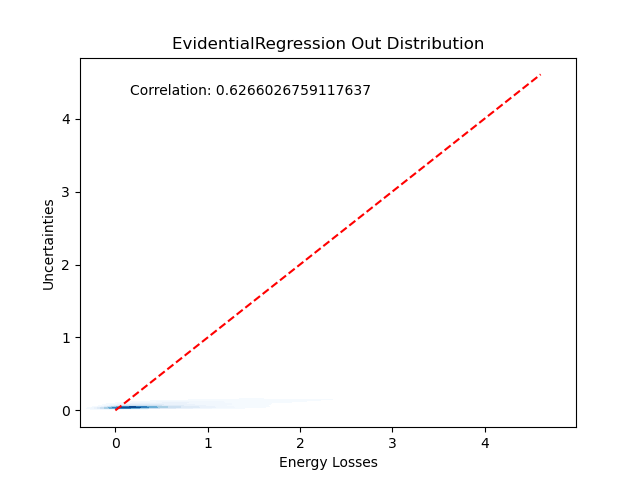 EvidentialRegression Out Distribution
Correlation: 0.6266026759117637
Uncertainties
4
3
2
1
0
0 1 2 3 4
Energy Losses